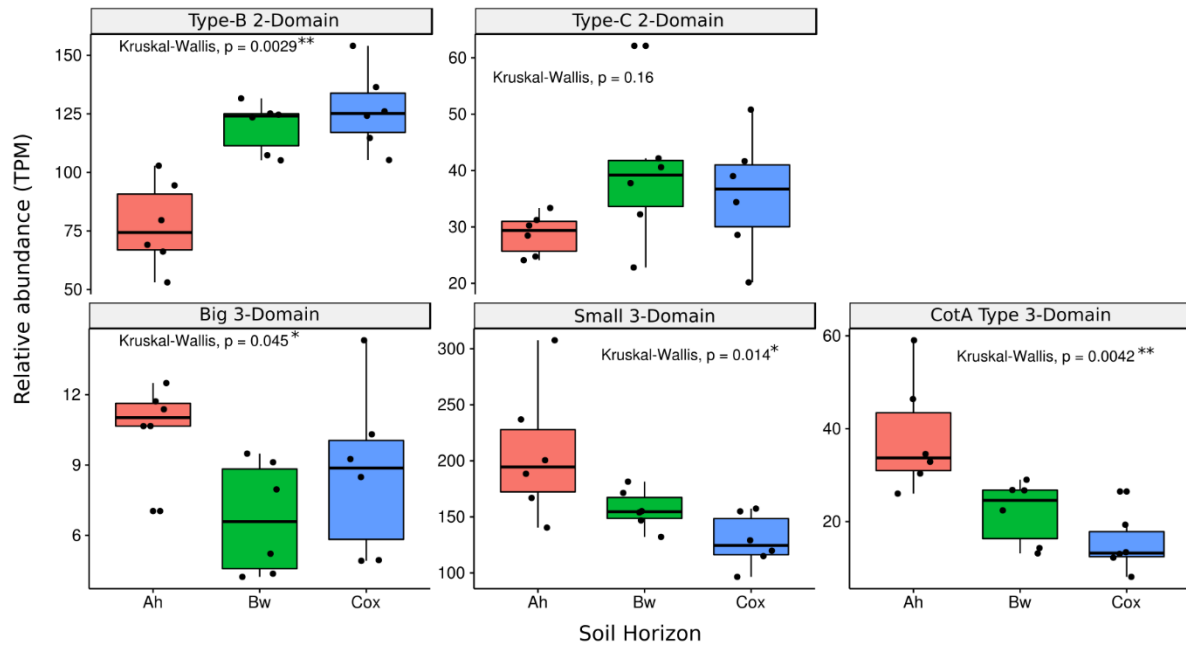 Type-B 2-Domain
Type-C 2-Domain
Kruskal-Wallis, p = 0.0029**
Kruskal-Wallis, p = 0.16
150
125
100
75
50
60
50
40
30
20
Relative abundance (TPM)
Big 3-Domain
Small 3-Domain
CotA Type 3-Domain
Kruskal-Wallis, p = 0.045*
Kruskal-Wallis, p = 0.014*
Kruskal-Wallis, p = 0.0042**
12
9
6
300
250
200
150
100
60
40
20
Ah Bw Cox
Ah Bw Cox
Ah Bw Cox
Soil Horizon